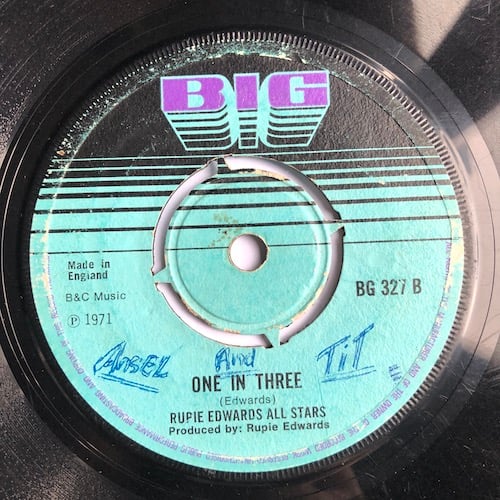 BIG
Made in
England
BG 327 B
B&C Music
℗ 1971
Ansel And TiT
ONE IN THREE
(Edwards)
RUPIE EDWARDS ALL STARS
Produced by: Rupie Edwards